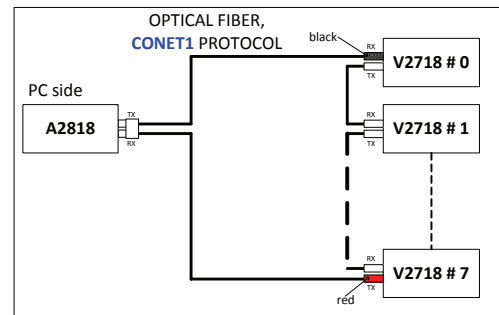 OPTICAL FIBER,
CONET1 PROTOCOL
black
RX
TX
V2718 # 0
PC side
A2818
TX
RX
RX
TX
V2718 # 1
RX
TX
V2718 # 7
red